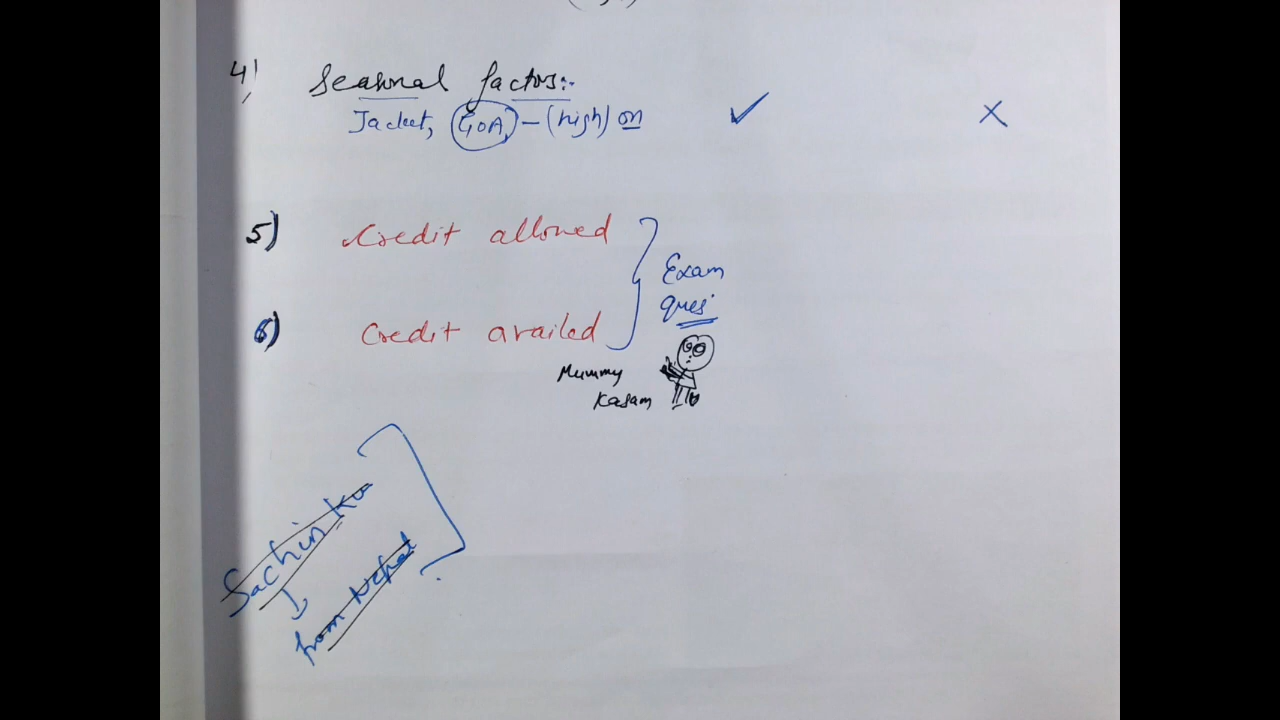 4) Seasonal factors:-
Jacket, GOA, - (high) on ✓ ✗
5) Credit allowed
Exam
Ques
6) Credit availed
Mummy
Kasam
Sachin Ku
from Nepal